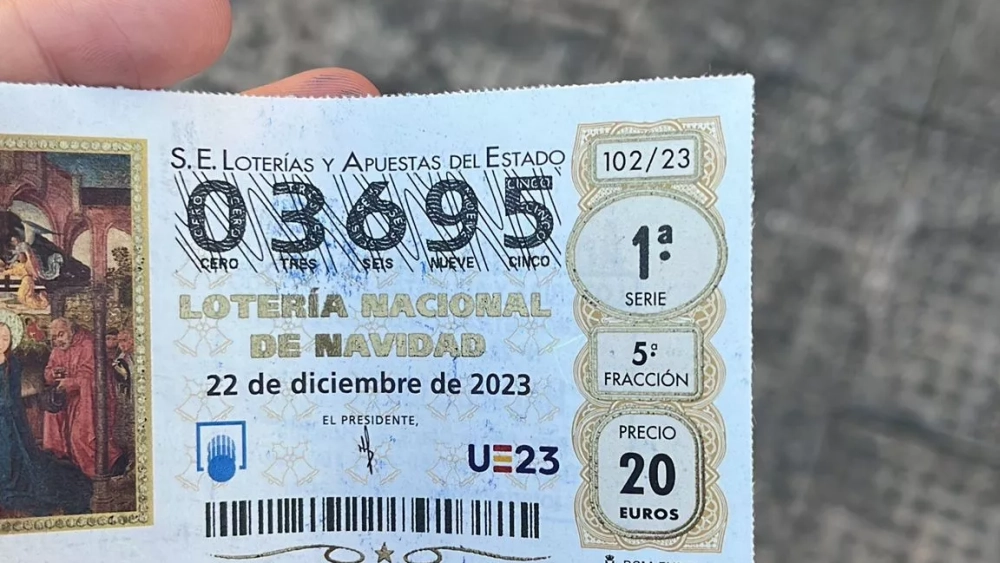 S.E. LOTERÍAS Y APUESTAS DEL ESTADO
03695
CERO TRES SEIS NUEVE CINCO
LOTERÍA NACIONAL
DE NAVIDAD
22 de diciembre de 2023
EL PRESIDENTE,
UE23
102/23
1ª
SERIE
5ª
FRACCIÓN
PRECIO
20
EUROS